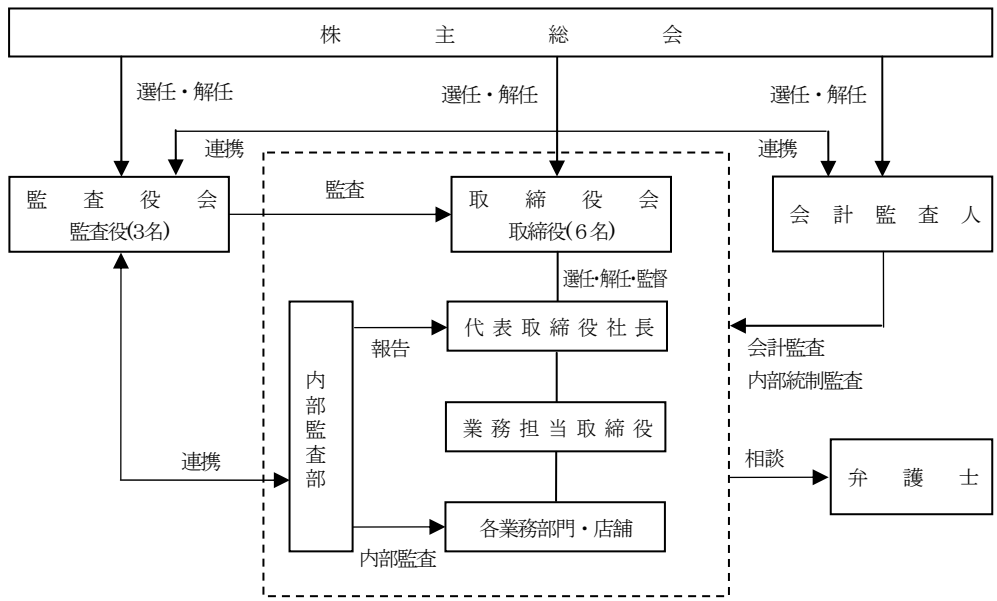 株主総会
選任・解任
選任・解任
選任・解任
連携
連携
監査役会
監査役(3名)
監査
取締役会
取締役(６名)
会計監査人
選任・解任・監督
代表取締役社長
報告
会計監査
内部統制監査
内部監査部
業務担当取締役
連携
相談
弁護士
各業務部門・店舗
内部監査